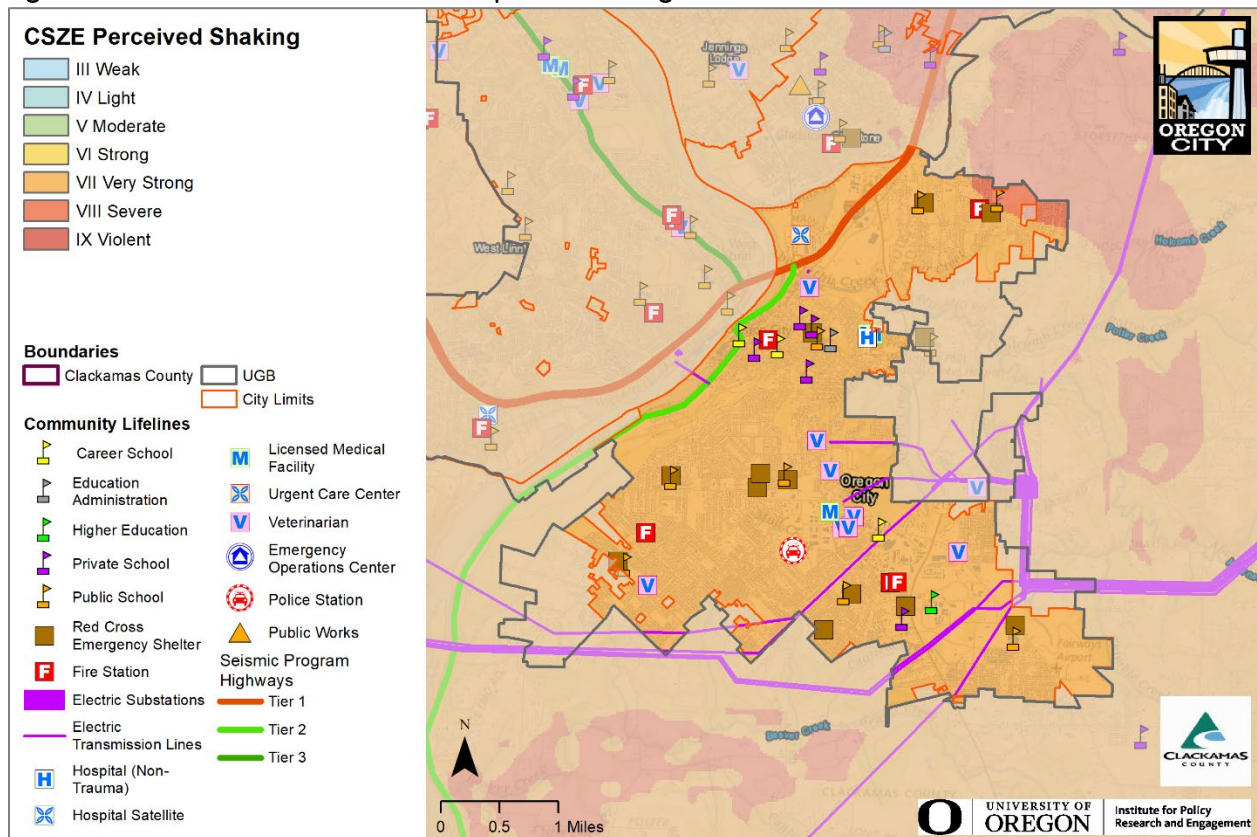 CSZE Perceived Shaking
III Weak
IV Light
V Moderate
VI Strong
VII Very Strong
VIII Severe
IX Violent
Boundaries
Clackamas County
UGB
City Limits
Community Lifelines
Career School
Education
Administration
Higher Education
Private School
Public School
Red Cross
Emergency Shelter
Fire Station
Electric Substations
Electric
Transmission Lines
Hospital (Non-
Trauma)
Hospital Satellite
Licensed Medical
Facility
Urgent Care Center
Veterinarian
Emergency
Operations Center
Police Station
Public Works
Seismic Program
Highways
Tier 1
Tier 2
Tier 3
N
0 0.5 1 Miles
Jennings
Lodge
West Linn
Holcomb Creek
Potter Creek
Oregon
City
Fairways
Airport
Beaver Creek
CLACKAMAS COUNTY
OREGON
CITY
CLACKAMAS
COUNTY
O
UNIVERSITY OF
OREGON
Institute for Policy
Research and Engagement